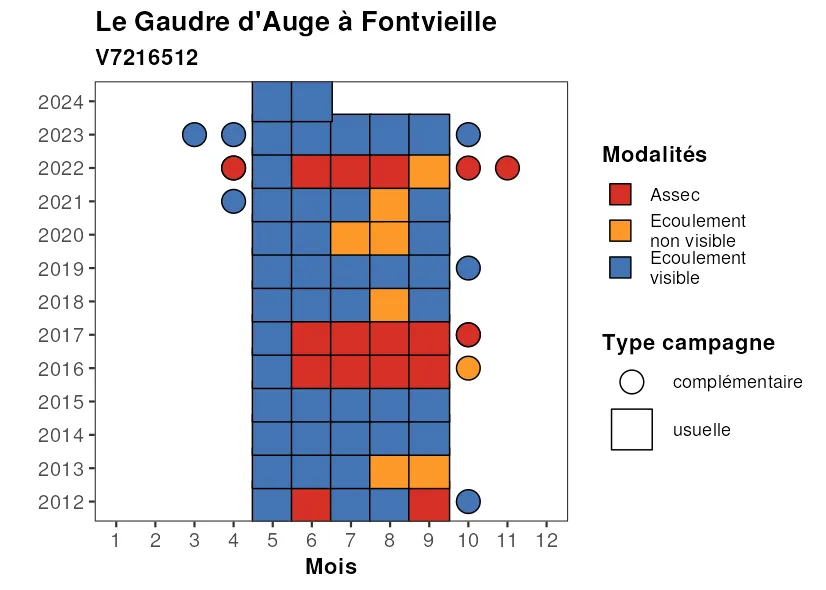 Le Gaudre d'Auge à Fontvieille
V7216512
2024
2023
2022
2021
2020
2019
2018
2017
2016
2015
2014
2013
2012
1 2 3 4 5 6 7 8 9 10 11 12
Mois
Modalités
Assec
Ecoulement
non visible
Ecoulement
visible
Type campagne
complémentaire
usuelle